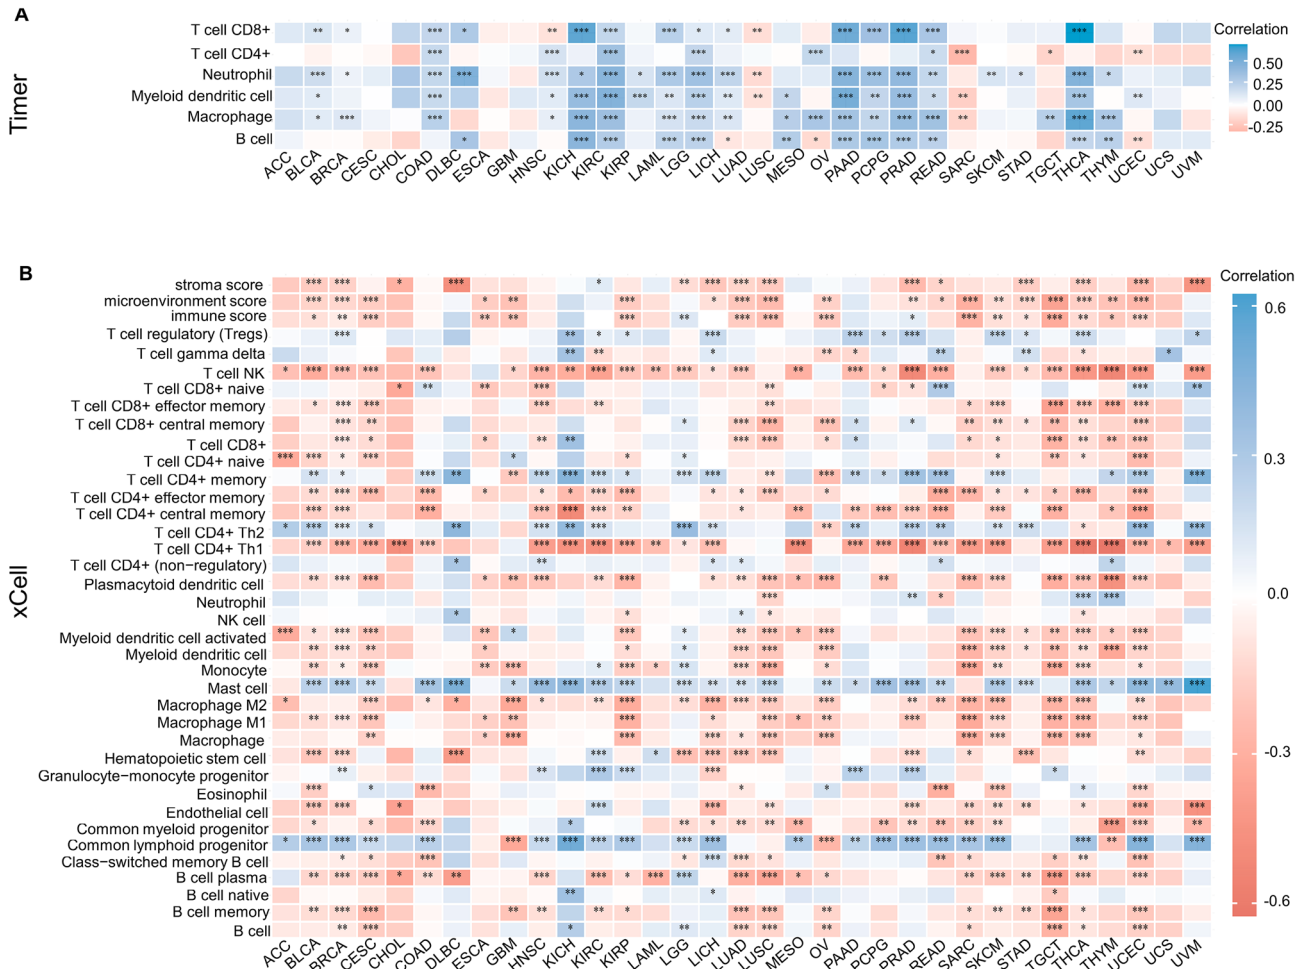 A
Timer
T cell CD8+
T cell CD4+
Neutrophil
Myeloid dendritic cell
Macrophage
B cell
ACC BLCA BRCA CESC CHOL COAD DLBC ESCA GBM HNSC KICH KIRC KIRP LAML LGG LICH LUAD LUSC MESO OV PAAD PCPG PRAD READ SARC SKCM STAD TGCT THCA THYM UCEC UCS UVM
Correlation
0.50
0.25
0.00
-0.25
B
xCell
stroma score
microenvironment score
immune score
T cell regulatory (Tregs)
T cell gamma delta
T cell NK
T cell CD8+ naive
T cell CD8+ effector memory
T cell CD8+ central memory
T cell CD8+
T cell CD4+ naive
T cell CD4+ memory
T cell CD4+ effector memory
T cell CD4+ central memory
T cell CD4+ Th2
T cell CD4+ Th1
T cell CD4+ (non−regulatory)
Plasmacytoid dendritic cell
Neutrophil
NK cell
Myeloid dendritic cell activated
Myeloid dendritic cell
Monocyte
Mast cell
Macrophage M2
Macrophage M1
Macrophage
Hematopoietic stem cell
Granulocyte−monocyte progenitor
Eosinophil
Endothelial cell
Common myeloid progenitor
Common lymphoid progenitor
Class−switched memory B cell
B cell plasma
B cell native
B cell memory
B cell
ACC BLCA BRCA CESC CHOL COAD DLBC ESCA GBM HNSC KICH KIRC KIRP LAML LGG LICH LUAD LUSC MESO OV PAAD PCPG PRAD READ SARC SKCM STAD TGCT THCA THYM UCEC UCS UVM
Correlation
0.6
0.3
0.0
-0.3
-0.6